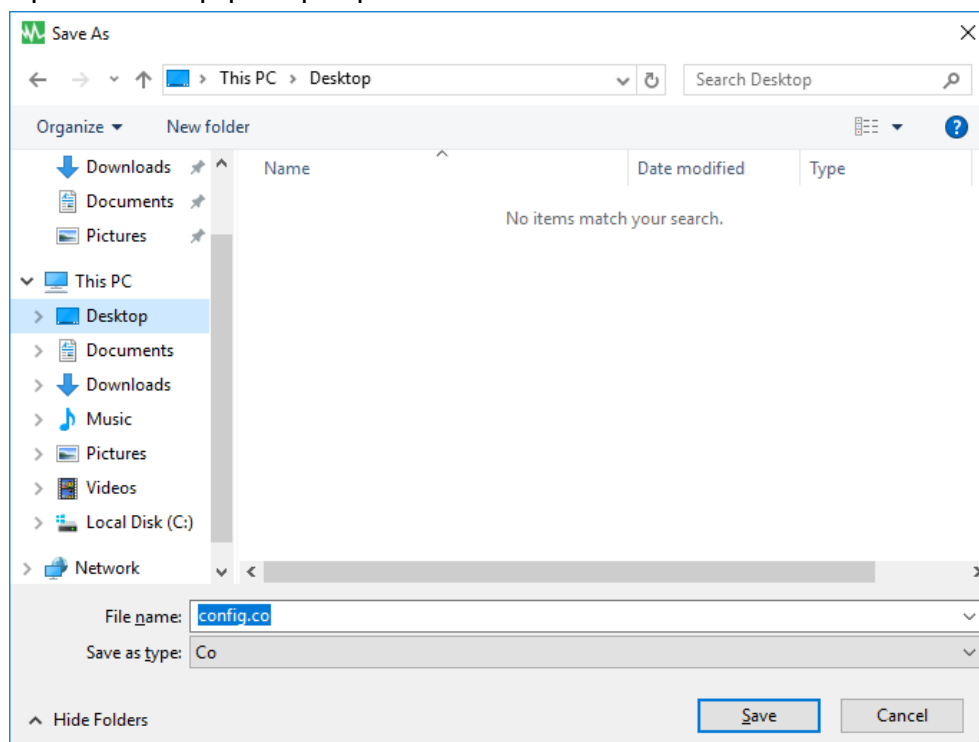 Save As
This PC > Desktop
Search Desktop
Organize
New folder
Name
Date modified
Type
Downloads
Documents
Pictures
No items match your search.
This PC
Desktop
Documents
Downloads
Music
Pictures
Videos
Local Disk (C:)
Network
File name: config.co
Save as type: Co
Hide Folders
Save
Cancel